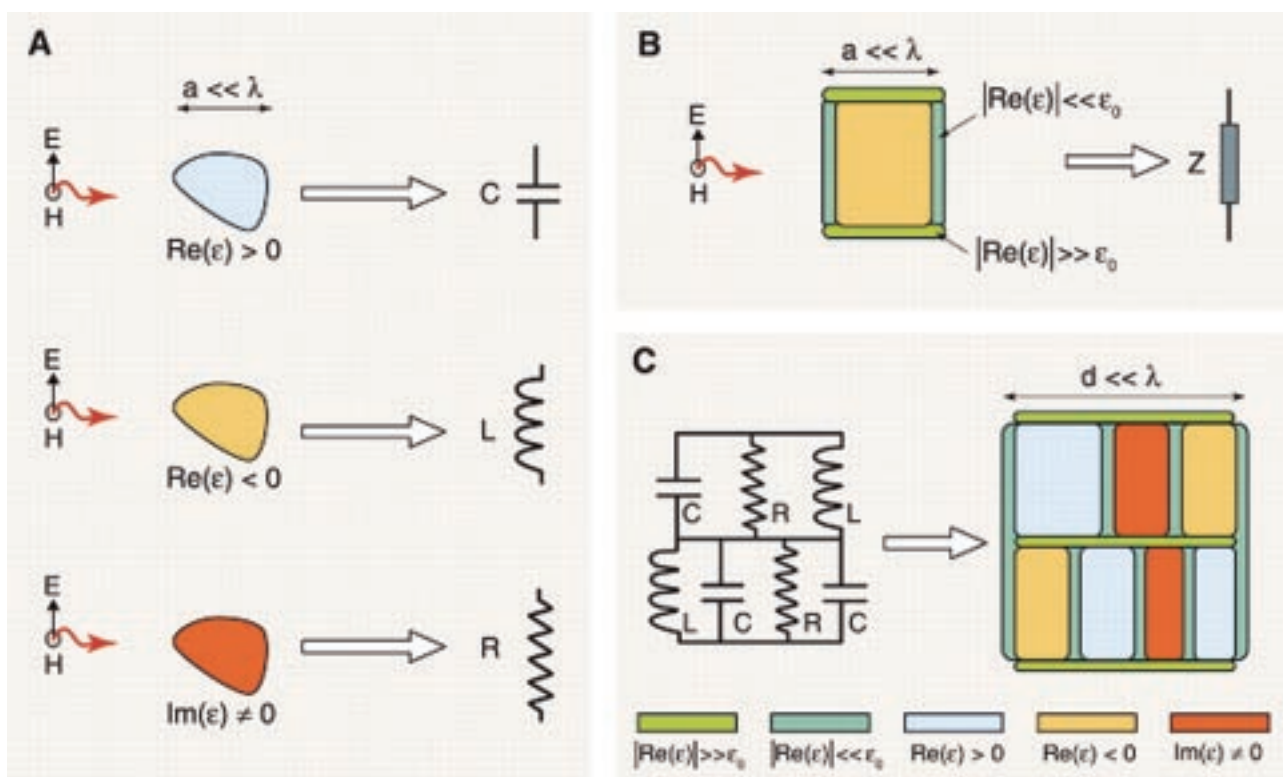 A
a << λ
E
H
Re(ε) > 0
C
E
H
Re(ε) < 0
L
E
H
Im(ε) ≠ 0
R
B
a << λ
E
H
|Re(ε)|<<ε₀
|Re(ε)|>>ε₀
Z
C
d << λ
C
R
L
L
C
R
C
|Re(ε)|>>ε₀
|Re(ε)|<<ε₀
Re(ε) > 0
Re(ε) < 0
Im(ε) ≠ 0